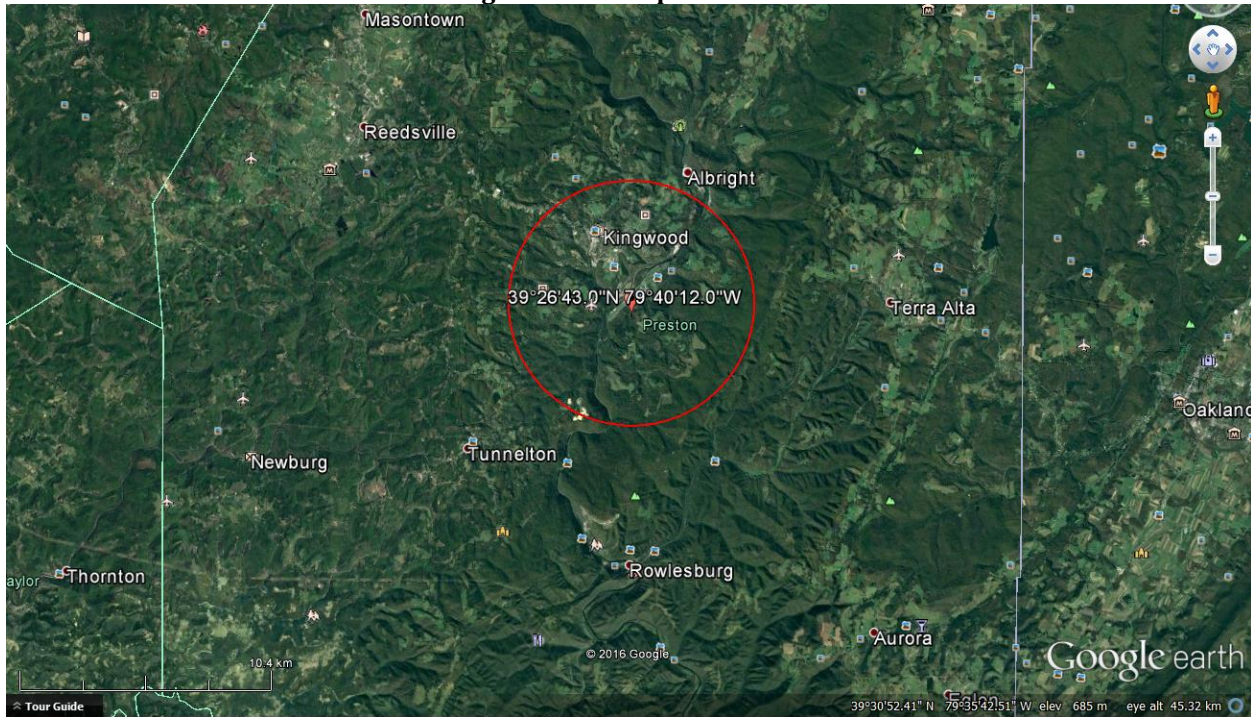 Masontown
Reedsville
Albright
Kingwood
39°26'43.0"N 79°40'12.0"W
Terra Alta
Preston
Oakland
Tunnelton
Newburg
Rowlesburg
Thornton
aylor
Aurora
© 2016 Google
Google earth
10.4 km
Eglon
Tour Guide
39°30'52.41" N 79°35'42.51" W elev 685 m eye alt 45.32 km